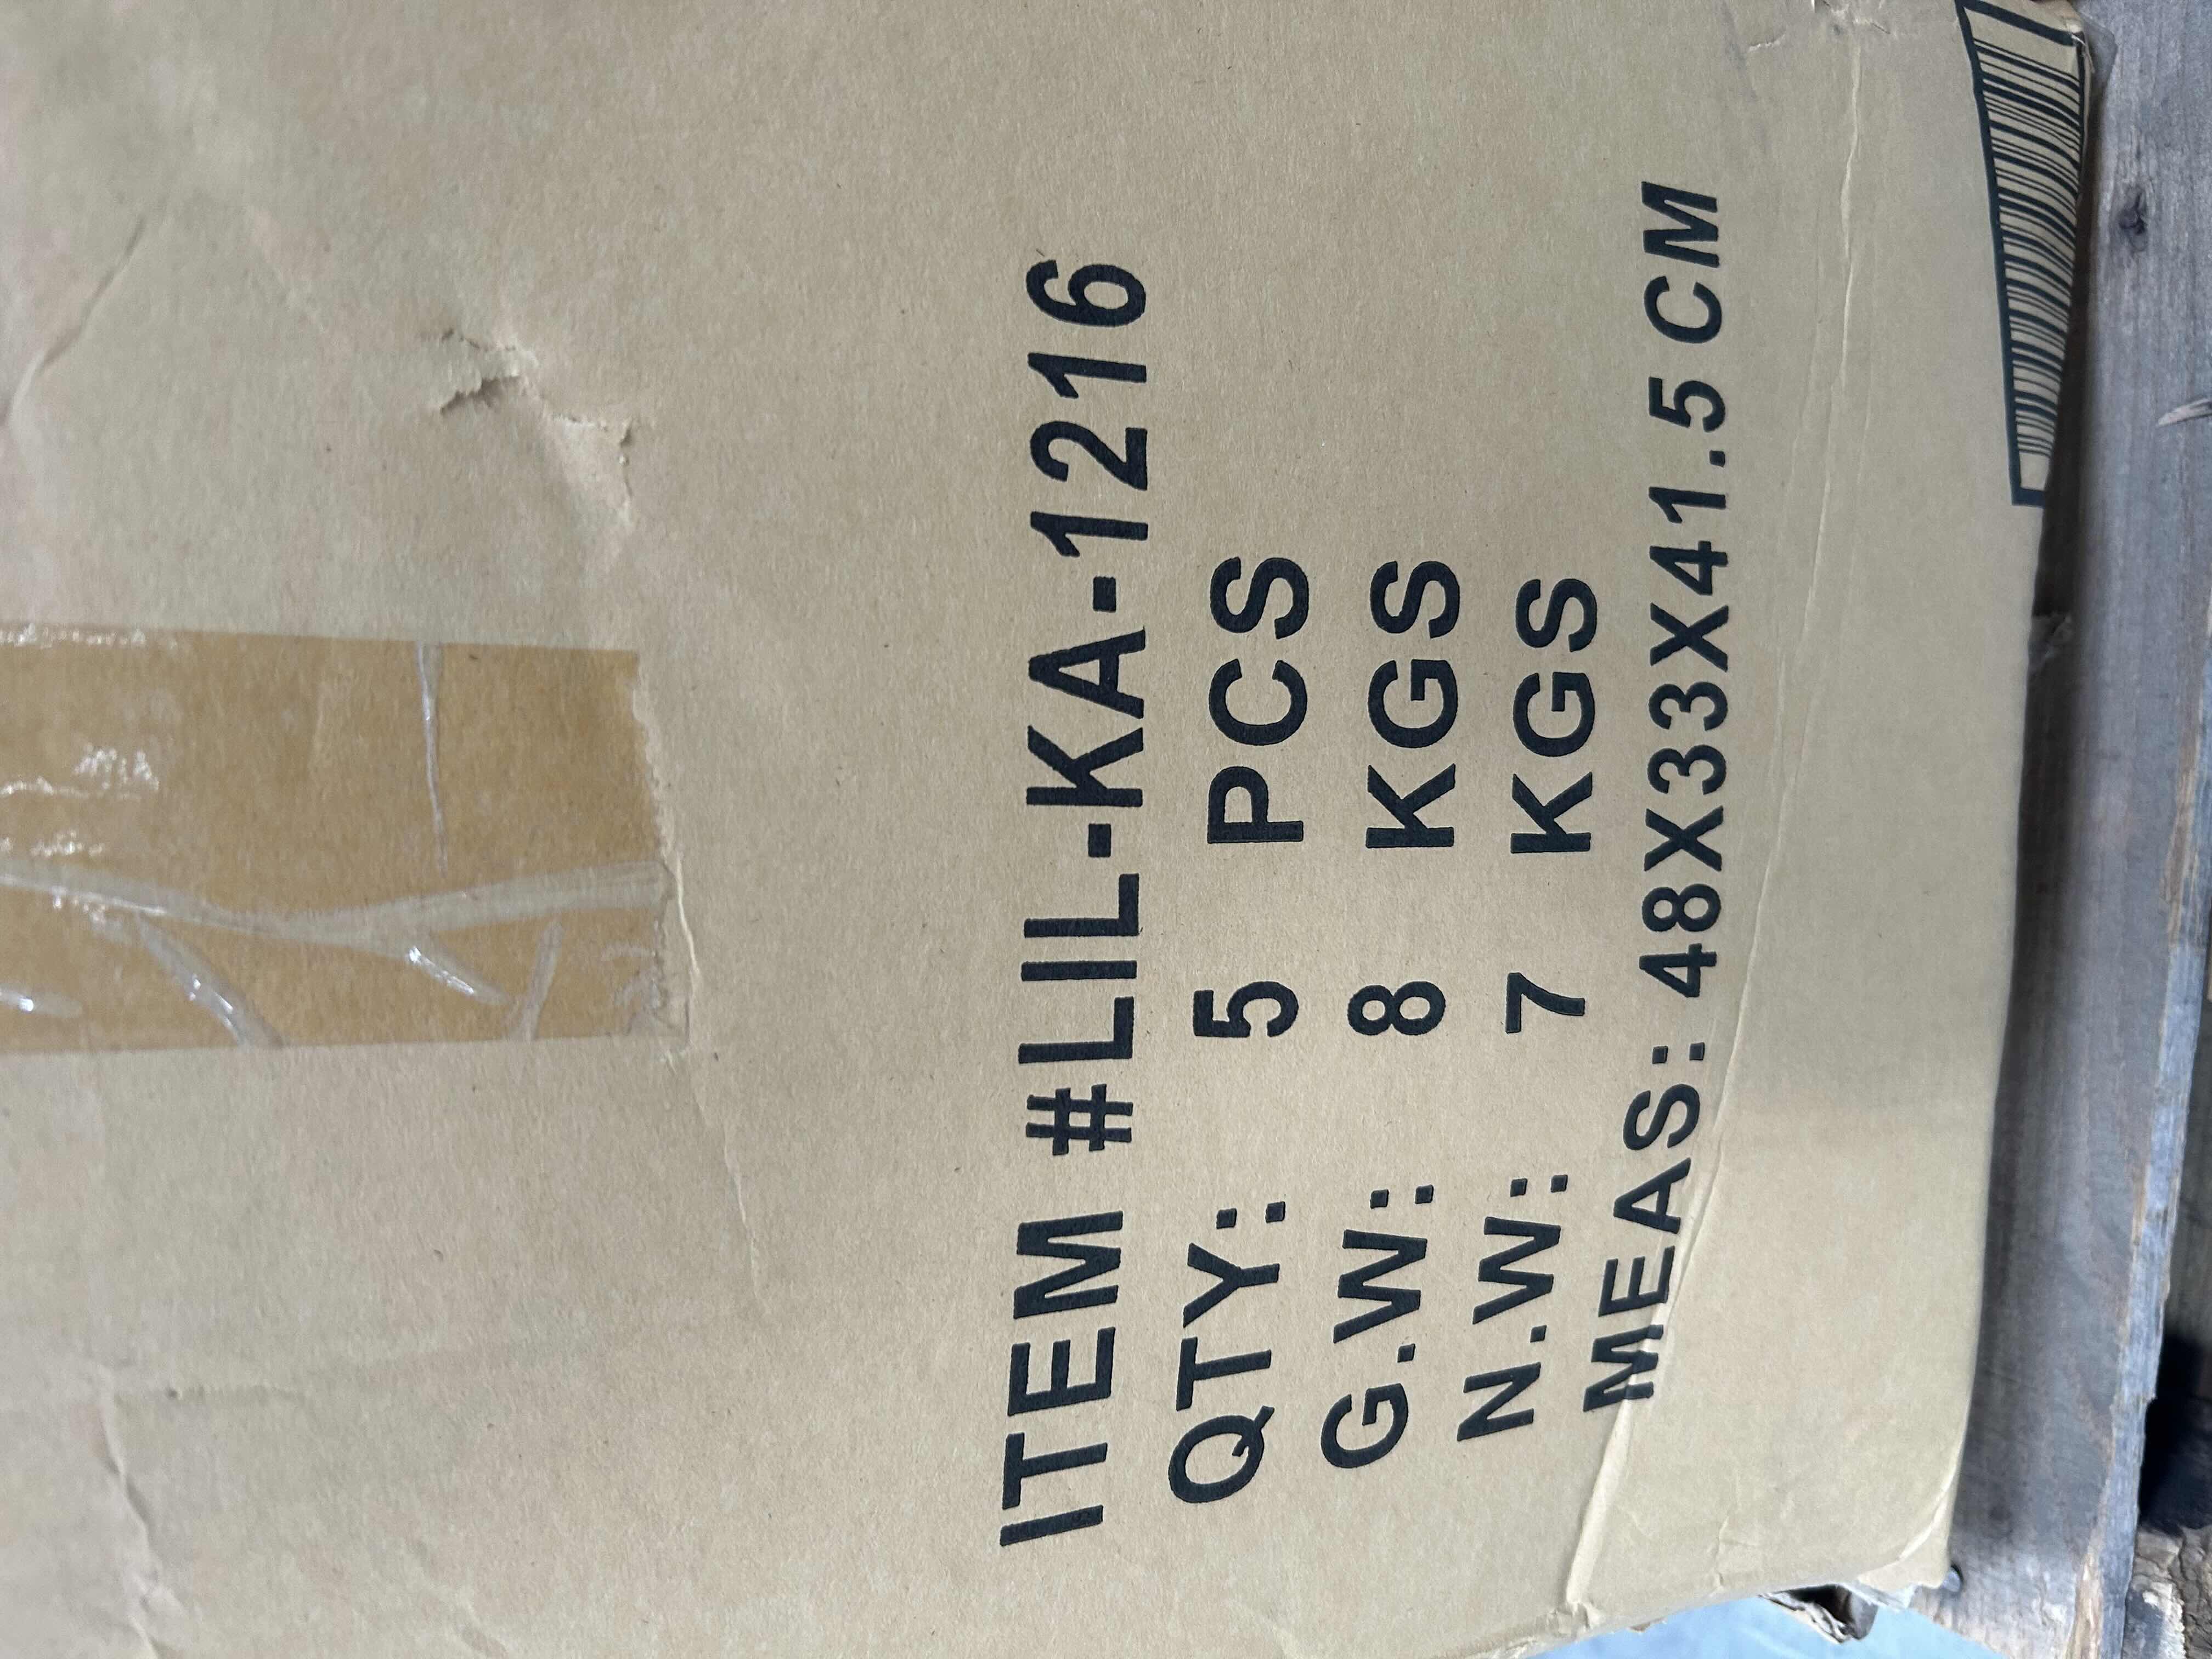 ITEM #LIL-KA-1216
QTY: 5 PCS
G.W: 8 KGS
N.W: 7 KGS
MEAS: 48X33X41.5 CM